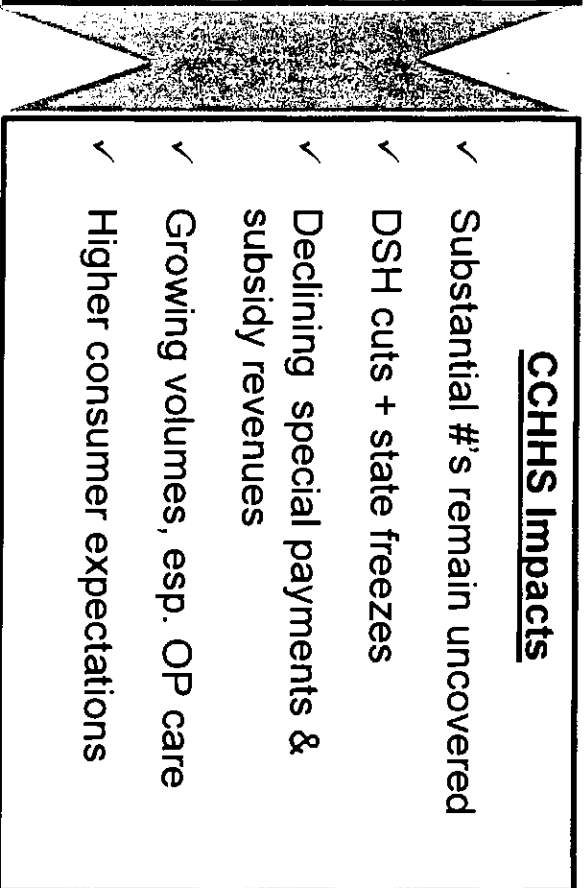 CCHHS Impacts
✓ Substantial #'s remain uncovered
✓ DSH cuts + state freezes
✓ Declining special payments &
subsidy revenues
✓ Growing volumes, esp. OP care
✓ Higher consumer expectations